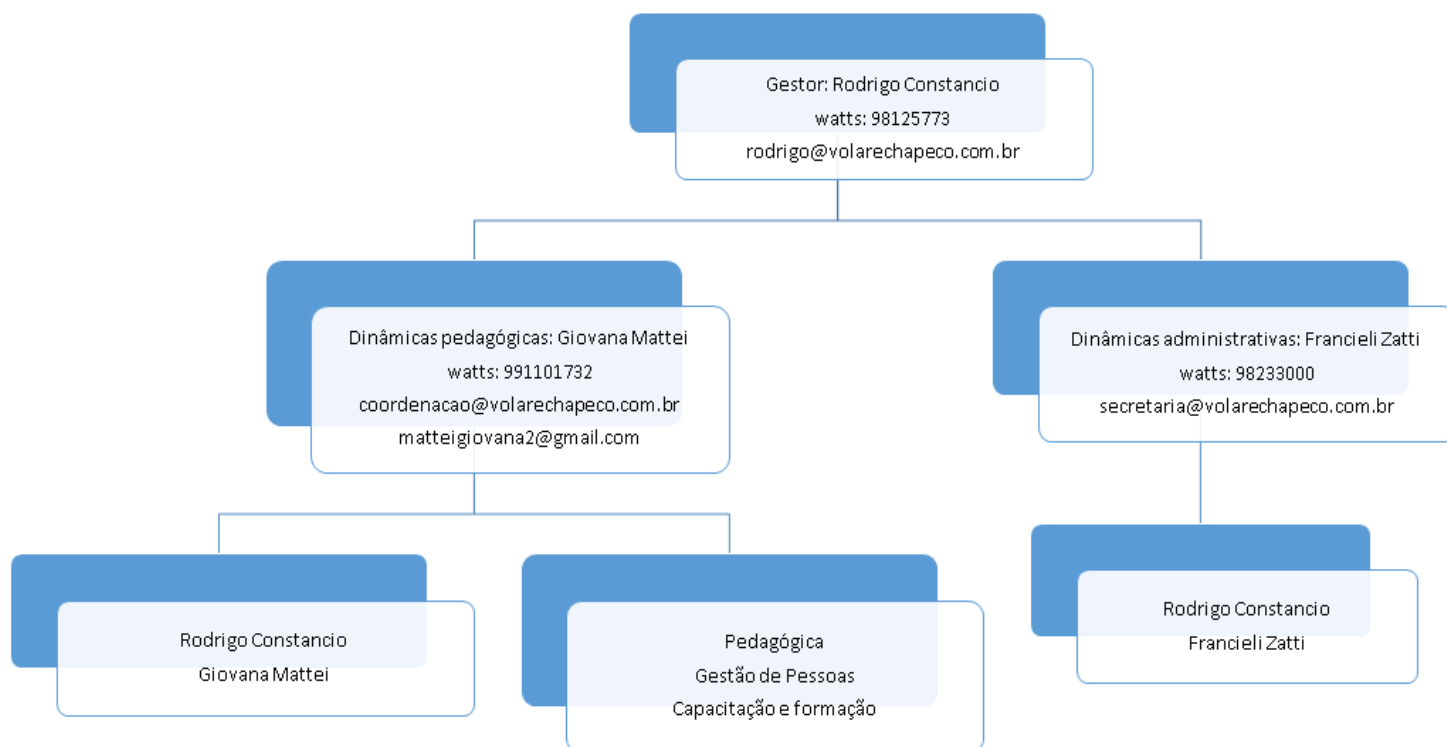 Gestor: Rodrigo Constancio
watts: 98125773
rodrigo@volarechapeco.com.br
Dinâmicas pedagógicas: Giovana Mattei
watts: 991101732
coordenacao@volarechapeco.com.br
matteigiovana2@gmail.com
Dinâmicas administrativas: Francieli Zatti
watts: 98233000
secretaria@volarechapeco.com.br
Rodrigo Constancio
Giovana Mattei
Pedagógica
Gestão de Pessoas
Capacitação e formação
Rodrigo Constancio
Francieli Zatti